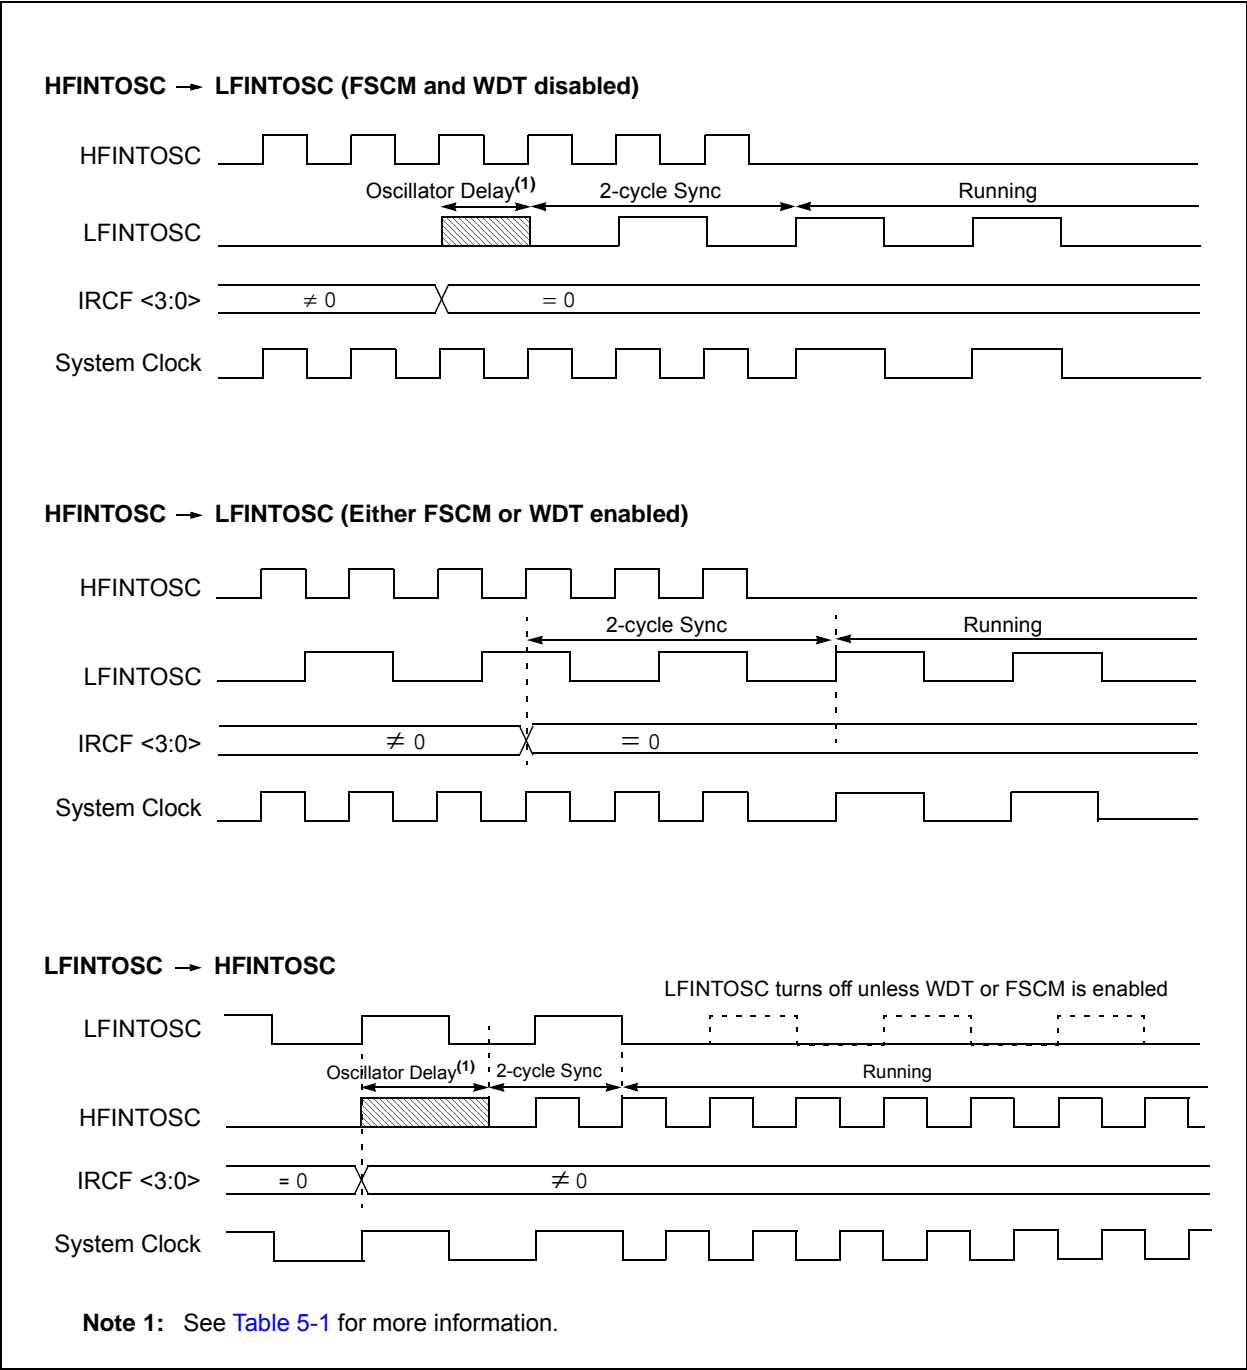 HFINTOSC → LFINTOSC (FSCM and WDT disabled)
HFINTOSC
Oscillator Delay(1) 2-cycle Sync Running
LFINTOSC
IRCF <3:0> ≠ 0 = 0
System Clock
HFINTOSC → LFINTOSC (Either FSCM or WDT enabled)
HFINTOSC
2-cycle Sync Running
LFINTOSC
IRCF <3:0> ≠ 0 = 0
System Clock
LFINTOSC → HFINTOSC
LFINTOSC turns off unless WDT or FSCM is enabled
LFINTOSC
Oscillator Delay(1) 2-cycle Sync Running
HFINTOSC
IRCF <3:0> = 0 ≠ 0
System Clock
Note 1: See Table 5-1 for more information.